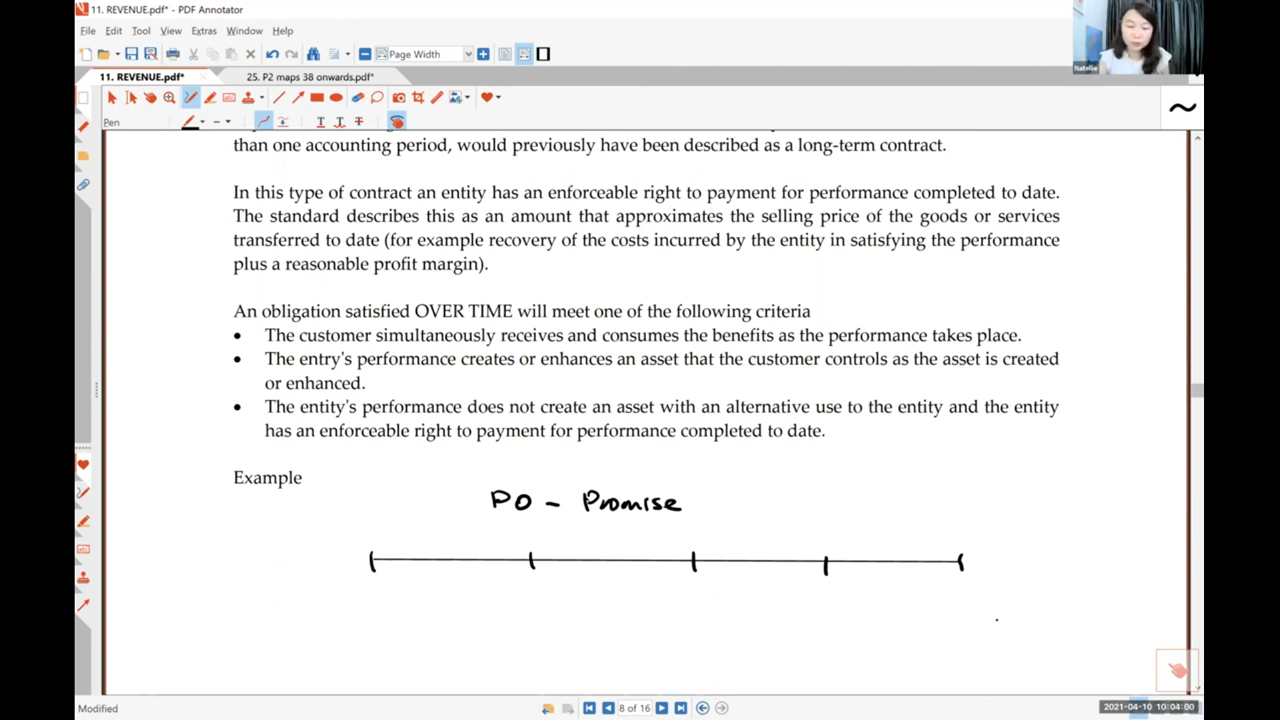 11. REVENUE.pdf* - PDF Annotator
File Edit Tool View Extras Window Help
Page Width
11. REVENUE.pdf* 25. P2 maps 38 onwards.pdf*
Pen
than one accounting period, would previously have been described as a long-term contract.
In this type of contract an entity has an enforceable right to payment for performance completed to date.
The standard describes this as an amount that approximates the selling price of the goods or services
transferred to date (for example recovery of the costs incurred by the entity in satisfying the performance
plus a reasonable profit margin).
An obligation satisfied OVER TIME will meet one of the following criteria
• The customer simultaneously receives and consumes the benefits as the performance takes place.
• The entry's performance creates or enhances an asset that the customer controls as the asset is created
or enhanced.
• The entity's performance does not create an asset with an alternative use to the entity and the entity
has an enforceable right to payment for performance completed to date.
Example
PO - Promise
Modified
8 of 16
2021-04-10 10:04:00